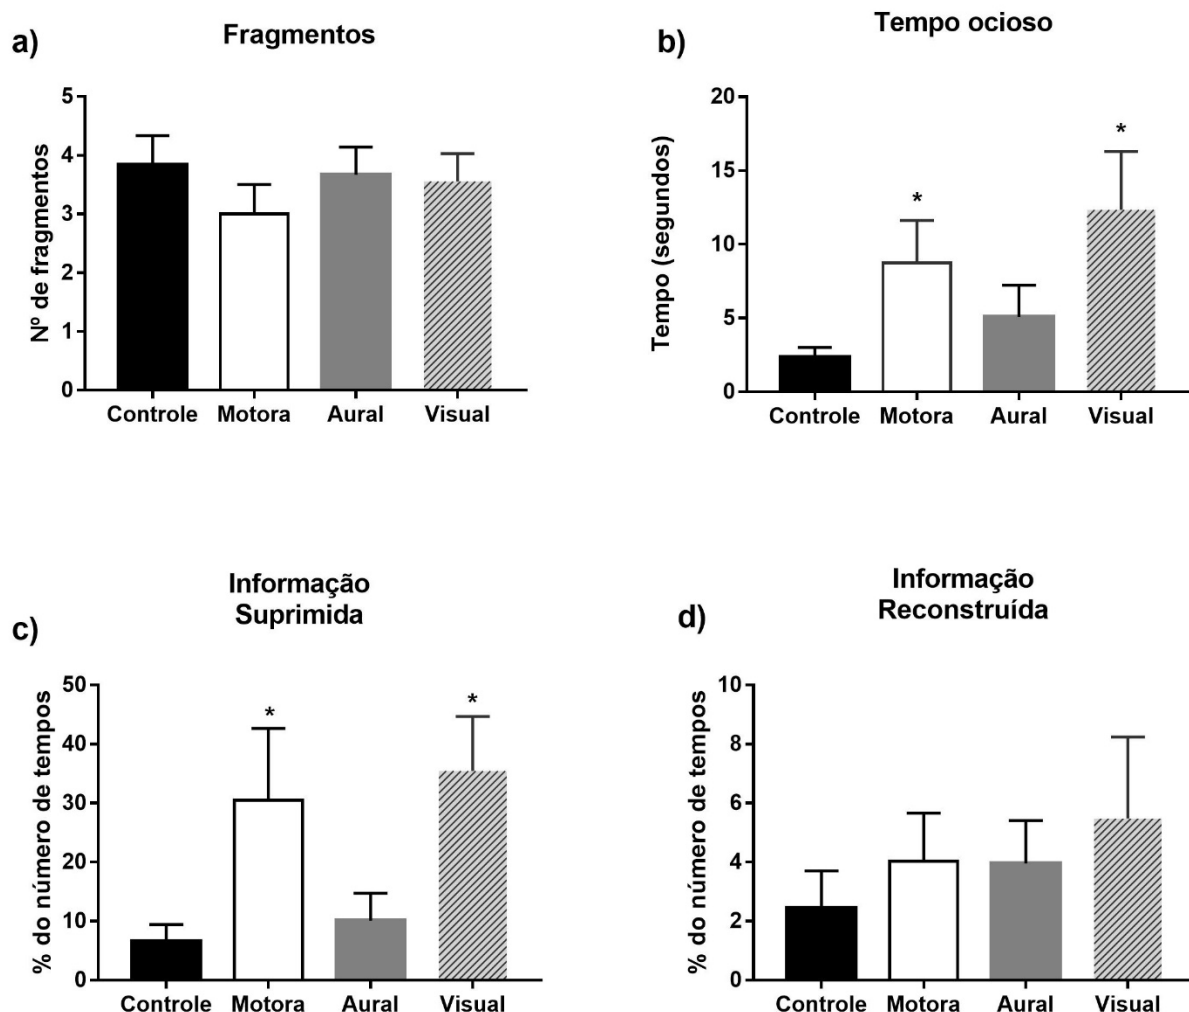 a)
Fragmentos
Nº de fragmentos
5
4
3
2
1
0
Controle Motora Aural Visual
b)
Tempo ocioso
Tempo (segundos)
20
15
10
5
0
*
*
Controle Motora Aural Visual
c)
Informação
Suprimida
% do número de tempos
50
40
30
20
10
0
*
*
Controle Motora Aural Visual
d)
Informação
Reconstruída
% do número de tempos
10
8
6
4
2
0
Controle Motora Aural Visual